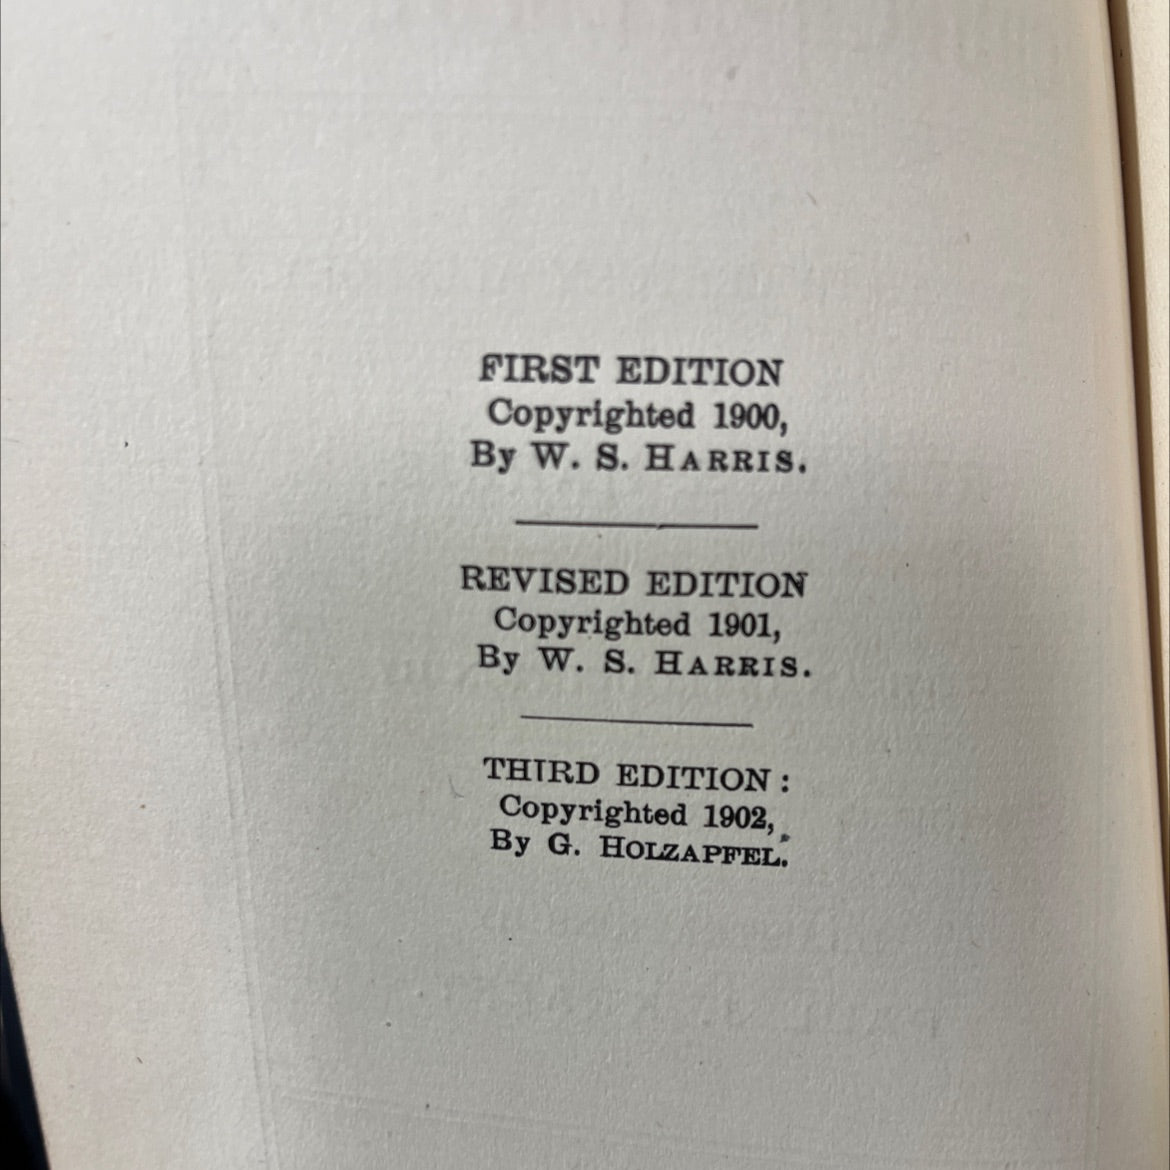 FIRST EDITION
Copyrighted 1900,
By W. S. HARRIS.
REVISED EDITION
Copyrighted 1901,
By W. S. HARRIS.
THIRD EDITION:
Copyrighted 1902,
By G. HOLZAPFEL.